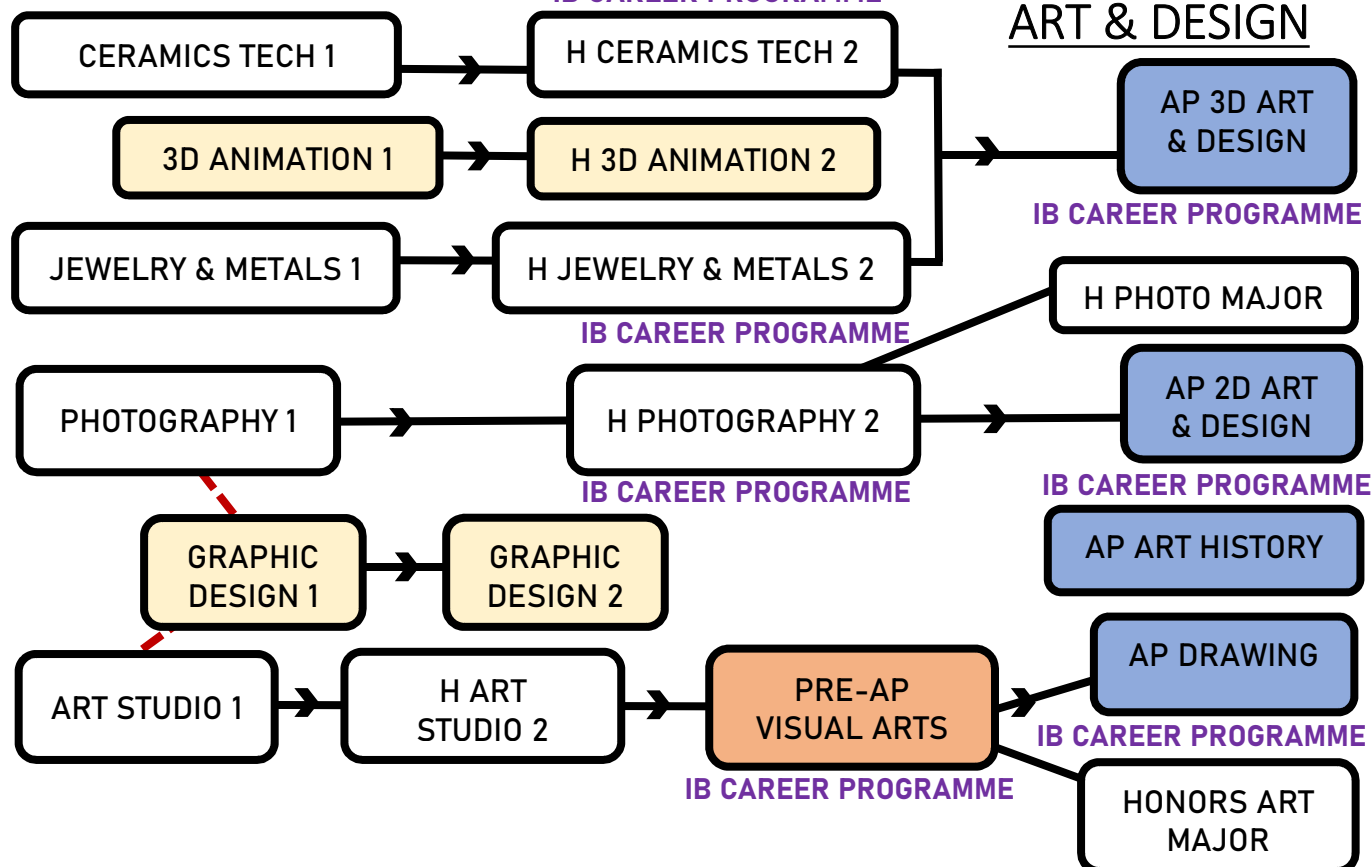 IB CAREER PROGRAMME
ART & DESIGN
CERAMICS TECH 1
H CERAMICS TECH 2
AP 3D ART
& DESIGN
3D ANIMATION 1
H 3D ANIMATION 2
IB CAREER PROGRAMME
JEWELRY & METALS 1
H JEWELRY & METALS 2
H PHOTO MAJOR
IB CAREER PROGRAMME
PHOTOGRAPHY 1
H PHOTOGRAPHY 2
AP 2D ART
& DESIGN
IB CAREER PROGRAMME
IB CAREER PROGRAMME
GRAPHIC
DESIGN 1
GRAPHIC
DESIGN 2
AP ART HISTORY
ART STUDIO 1
H ART
STUDIO 2
PRE-AP
VISUAL ARTS
AP DRAWING
IB CAREER PROGRAMME
IB CAREER PROGRAMME
HONORS ART
MAJOR